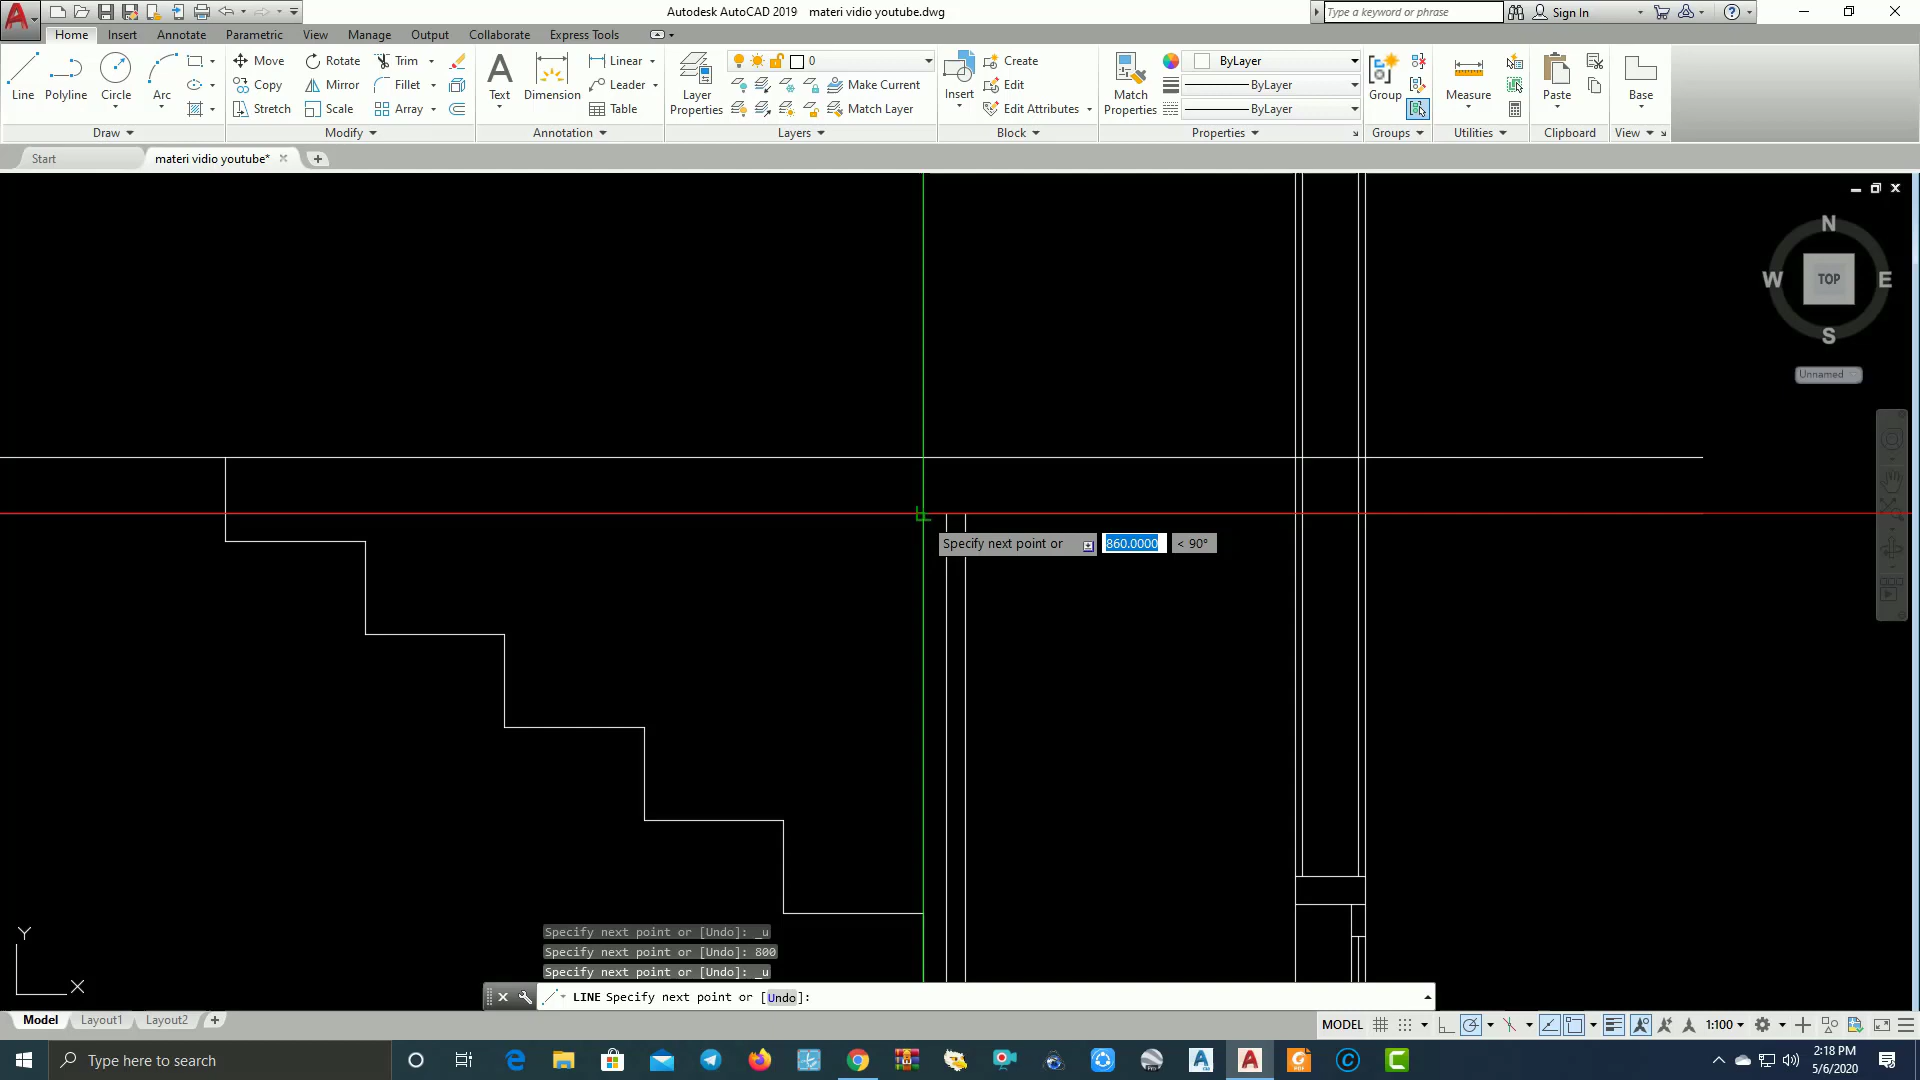 Autodesk AutoCAD 2019 materi vidio youtube.dwg
Type a keyword or phrase
Sign In
Home Insert Annotate Parametric View Manage Output Collaborate Express Tools
Line Polyline Circle Arc
Move Rotate Trim
Copy Mirror Fillet
Stretch Scale Array
Text Dimension
Linear
Leader
Table
Layer Properties
0
Make Current
Match Layer
Insert
Create
Edit
Edit Attributes
Match Properties
ByLayer
ByLayer
ByLayer
Group
Measure
Paste
Base
Draw Modify Annotation Layers Block Properties Groups Utilities Clipboard View
Start materi vidio youtube*
N
W TOP E
S
Unnamed
Specify next point or 860.0000 < 90°
Y
X
Specify next point or [Undo]: _u
Specify next point or [Undo]: 800
Specify next point or [Undo]: _u
LINE Specify next point or [Undo]:
Model Layout1 Layout2
MODEL 1:100
Type here to search
2:18 PM
5/6/2020